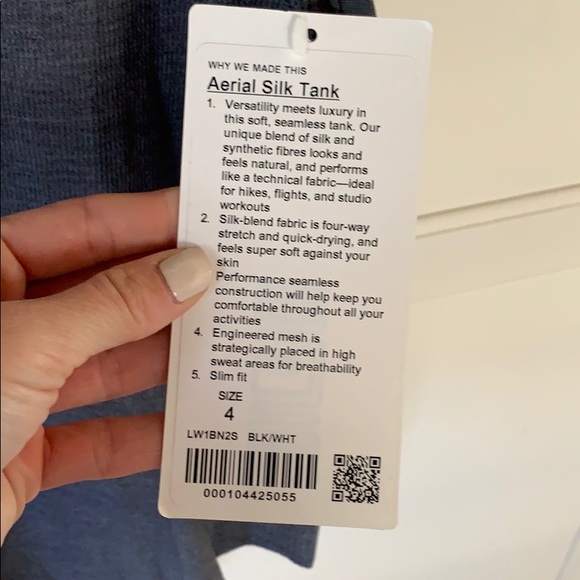 WHY WE MADE THIS
Aerial Silk Tank
1. Versatility meets luxury in
this soft, seamless tank. Our
unique blend of silk and
synthetic fibres looks and
feels natural, and performs
like a technical fabric—ideal
for hikes, flights, and studio
workouts
2. Silk-blend fabric is four-way
stretch and quick-drying, and
feels super soft against your
skin
Performance seamless
construction will help keep you
comfortable throughout all your
activities
4. Engineered mesh is
strategically placed in high
sweat areas for breathability
5. Slim fit
SIZE
4
LW1BN2S BLK/WHT
000104425055